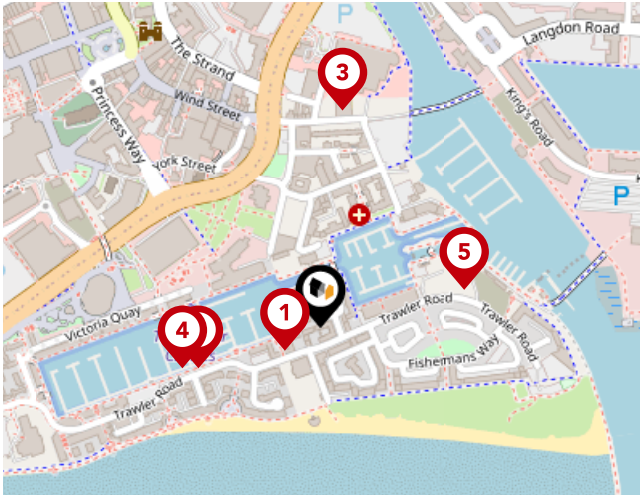 P
Langdon Road
The Strand
3
Wind Street
King's Road
Princess Way
York Street
P
5
1
4
Trawler Road
Victoria Quay
Trawler Road
Fishermans Way
Trawler Road